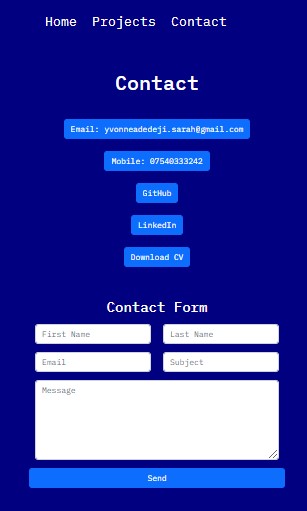 Home Projects Contact
Contact
Email: yvonneadedeji.sarah@gmail.com
Mobile: 07540333242
GitHub
LinkedIn
Download CV
Contact Form
First Name Last Name
Email Subject
Message
Send